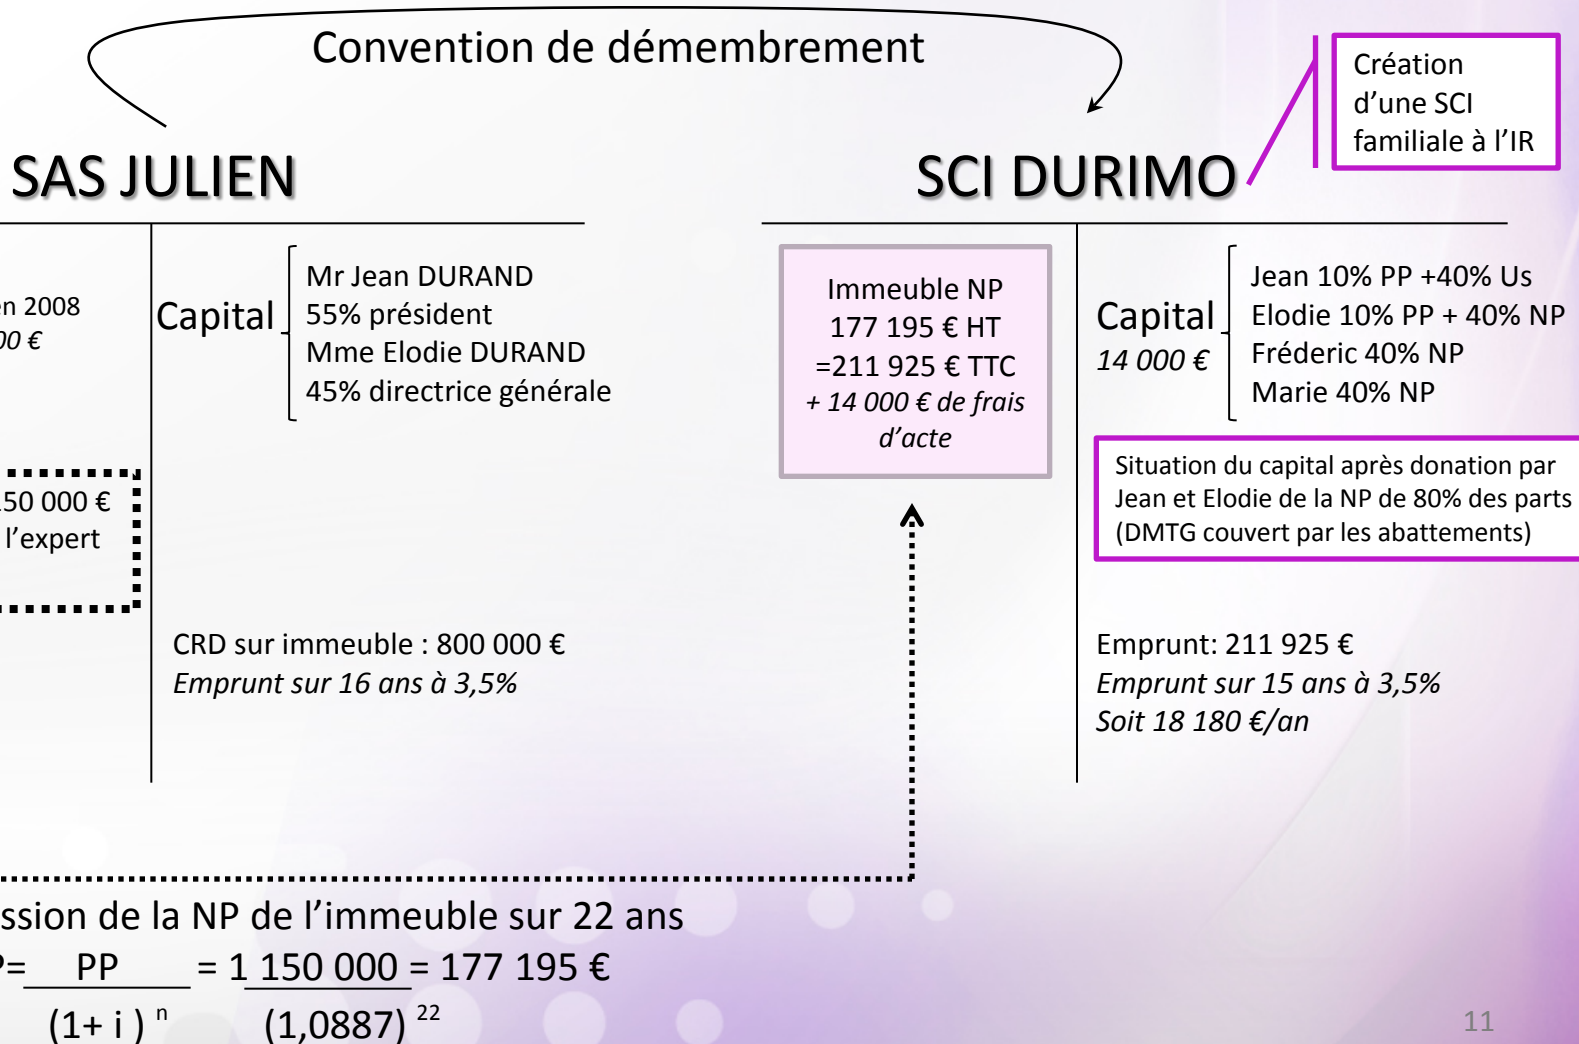 Convention de démembrement
Création
d’une SCI
familiale à l’IR
SAS JULIEN
en 2008
00 €
Capital
Mr Jean DURAND
55% président
Mme Elodie DURAND
45% directrice générale
150 000 €
l’expert
CRD sur immeuble : 800 000 €
Emprunt sur 16 ans à 3,5%
SCI DURIMO
Immeuble NP
177 195 € HT
=211 925 € TTC
+ 14 000 € de frais
d’acte
Capital
14 000 €
Jean 10% PP +40% Us
Elodie 10% PP + 40% NP
Fréderic 40% NP
Marie 40% NP
Situation du capital après donation par
Jean et Elodie de la NP de 80% des parts
(DMTG couvert par les abattements)
Emprunt: 211 925 €
Emprunt sur 15 ans à 3,5%
Soit 18 180 €/an
ssion de la NP de l’immeuble sur 22 ans
P= PP = 1 150 000 = 177 195 €
(1+ i ) n (1,0887) 22
11